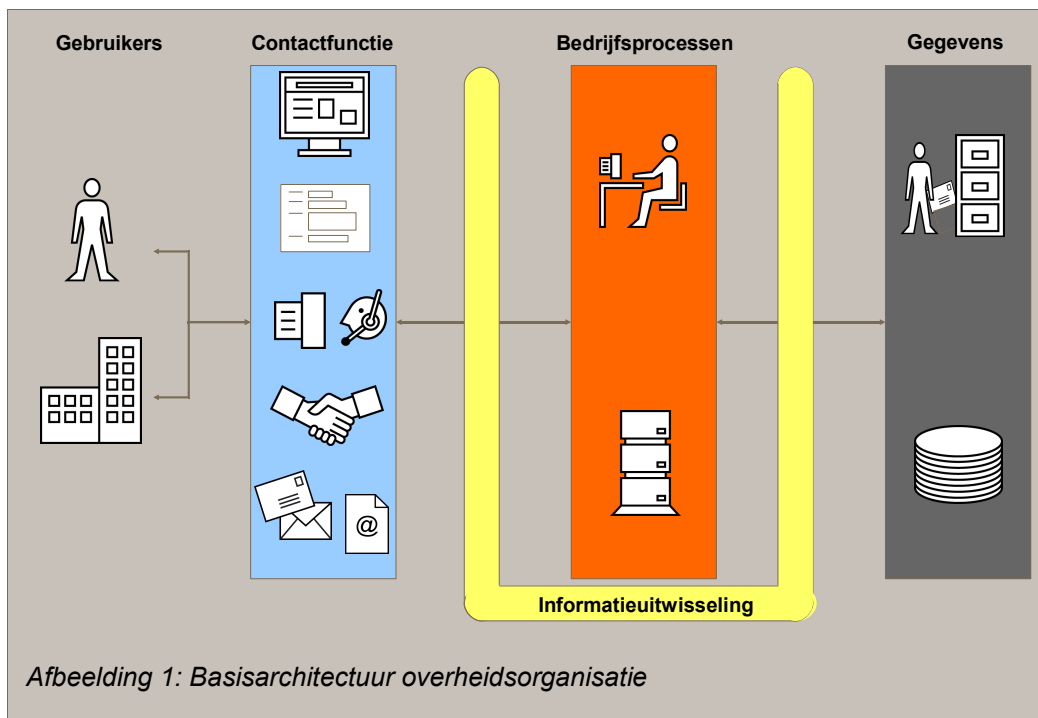 Gebruikers
Contactfunctie
Bedrijfsprocessen
Gegevens
@
Informatieuitwisseling
Afbeelding 1: Basisarchitectuur overheidsorganisatie